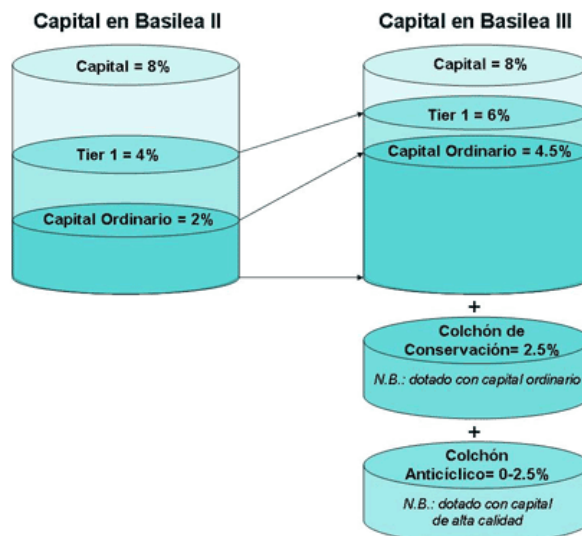 Capital en Basilea II
Capital = 8%
Tier 1 = 4%
Capital Ordinario = 2%
Capital en Basilea III
Capital = 8%
Tier 1 = 6%
Capital Ordinario = 4.5%
+
Colchón de
Conservación= 2.5%
N.B.: dotado con capital ordinario
+
Colchón
Anticíclico= 0-2.5%
N.B.: dotado con capital
de alta calidad